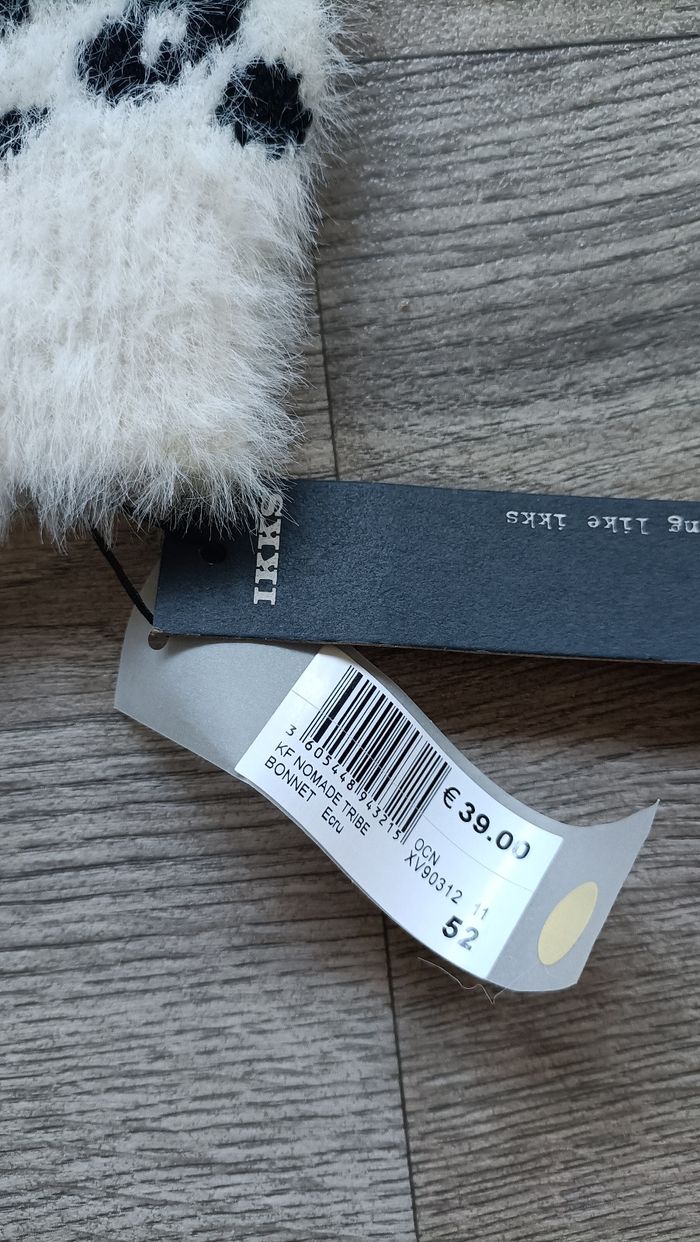 IKKS
ng like ikks
3 605448 943215
KF NOMADE TRIBE
BONNET Ecru
€ 39.00
OCN
XV90312 11
52